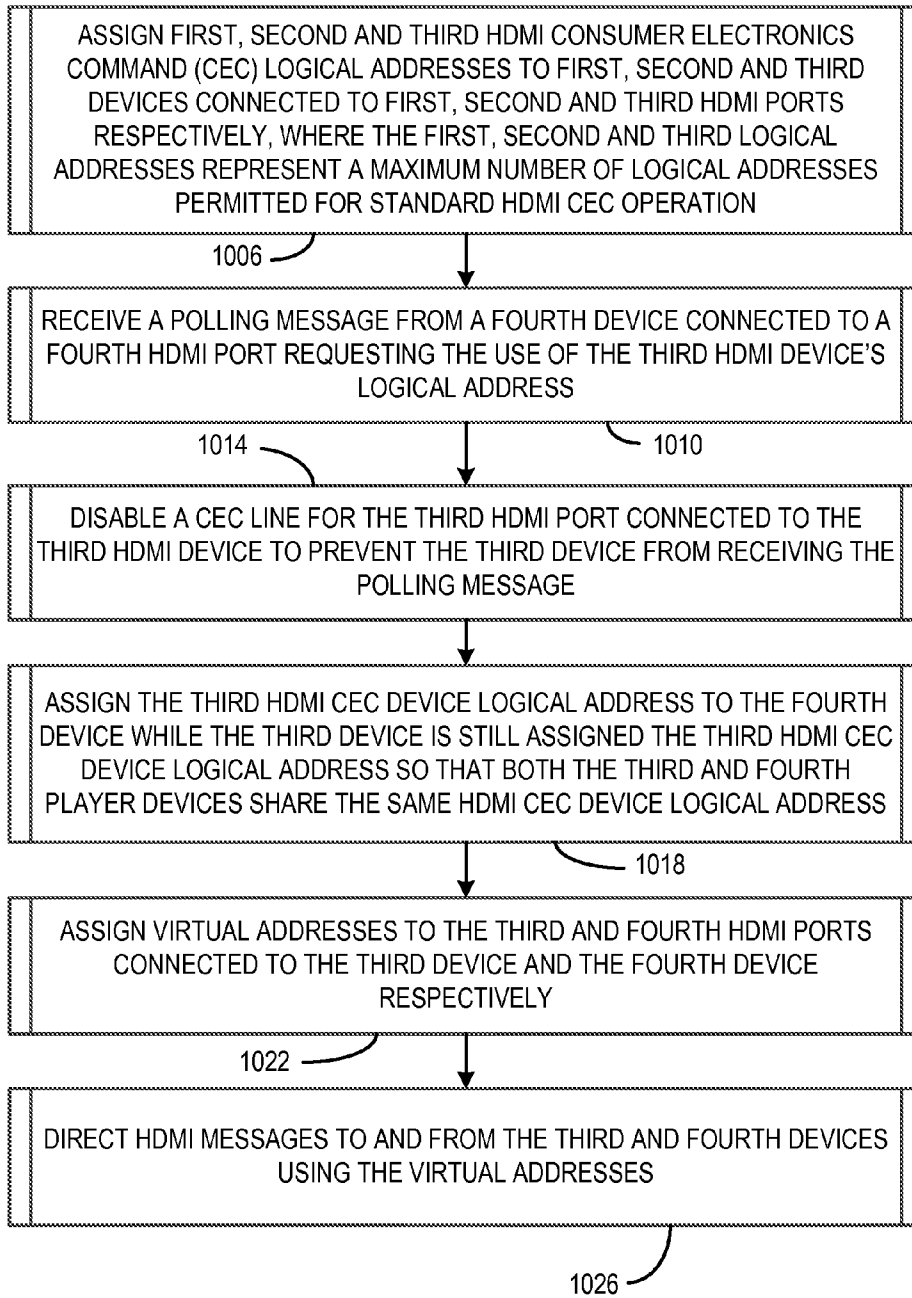 ASSIGN FIRST, SECOND AND THIRD HDMI CONSUMER ELECTRONICS
COMMAND (CEC) LOGICAL ADDRESSES TO FIRST, SECOND AND THIRD
DEVICES CONNECTED TO FIRST, SECOND AND THIRD HDMI PORTS
RESPECTIVELY, WHERE THE FIRST, SECOND AND THIRD LOGICAL
ADDRESSES REPRESENT A MAXIMUM NUMBER OF LOGICAL ADDRESSES
PERMITTED FOR STANDARD HDMI CEC OPERATION
1006
RECEIVE A POLLING MESSAGE FROM A FOURTH DEVICE CONNECTED TO A
FOURTH HDMI PORT REQUESTING THE USE OF THE THIRD HDMI DEVICE'S
LOGICAL ADDRESS
1010
1014
DISABLE A CEC LINE FOR THE THIRD HDMI PORT CONNECTED TO THE
THIRD HDMI DEVICE TO PREVENT THE THIRD DEVICE FROM RECEIVING THE
POLLING MESSAGE
ASSIGN THE THIRD HDMI CEC DEVICE LOGICAL ADDRESS TO THE FOURTH
DEVICE WHILE THE THIRD DEVICE IS STILL ASSIGNED THE THIRD HDMI CEC
DEVICE LOGICAL ADDRESS SO THAT BOTH THE THIRD AND FOURTH
PLAYER DEVICES SHARE THE SAME HDMI CEC DEVICE LOGICAL ADDRESS
1018
ASSIGN VIRTUAL ADDRESSES TO THE THIRD AND FOURTH HDMI PORTS
CONNECTED TO THE THIRD DEVICE AND THE FOURTH DEVICE
RESPECTIVELY
1022
DIRECT HDMI MESSAGES TO AND FROM THE THIRD AND FOURTH DEVICES
USING THE VIRTUAL ADDRESSES
1026